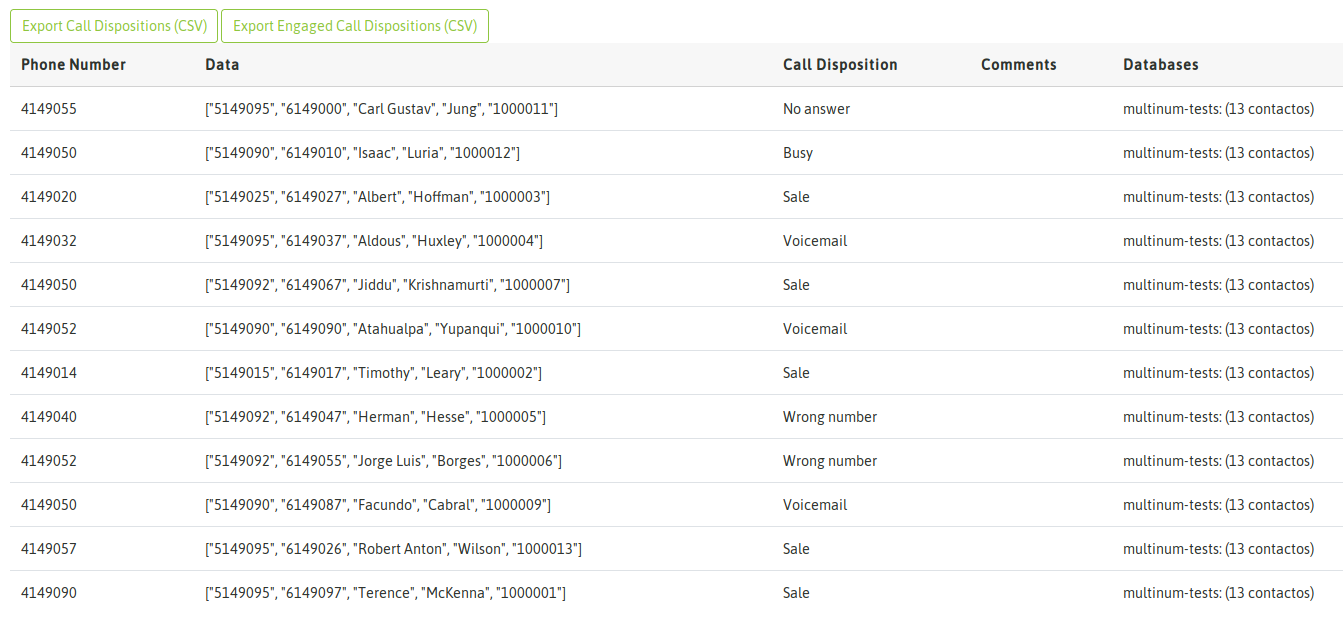 Export Call Dispositions (CSV) Export Engaged Call Dispositions (CSV)
Phone Number Data Call Disposition Comments Databases
4149055 ["5149095", "6149000", "Carl Gustav", "Jung", "1000011"] No answer multinum-tests: (13 contactos)
4149050 ["5149090", "6149010", "Isaac", "Luria", "1000012"] Busy multinum-tests: (13 contactos)
4149020 ["5149025", "6149027", "Albert", "Hoffman", "1000003"] Sale multinum-tests: (13 contactos)
4149032 ["5149095", "6149037", "Aldous", "Huxley", "1000004"] Voicemail multinum-tests: (13 contactos)
4149050 ["5149092", "6149067", "Jiddu", "Krishnamurti", "1000007"] Sale multinum-tests: (13 contactos)
4149052 ["5149090", "6149090", "Atahualpa", "Yupanqui", "1000010"] Voicemail multinum-tests: (13 contactos)
4149014 ["5149015", "6149017", "Timothy", "Leary", "1000002"] Sale multinum-tests: (13 contactos)
4149040 ["5149092", "6149047", "Herman", "Hesse", "1000005"] Wrong number multinum-tests: (13 contactos)
4149052 ["5149092", "6149055", "Jorge Luis", "Borges", "1000006"] Wrong number multinum-tests: (13 contactos)
4149050 ["5149090", "6149087", "Facundo", "Cabral", "1000009"] Voicemail multinum-tests: (13 contactos)
4149057 ["5149095", "6149026", "Robert Anton", "Wilson", "1000013"] Sale multinum-tests: (13 contactos)
4149090 ["5149095", "6149097", "Terence", "McKenna", "1000001"] Sale multinum-tests: (13 contactos)